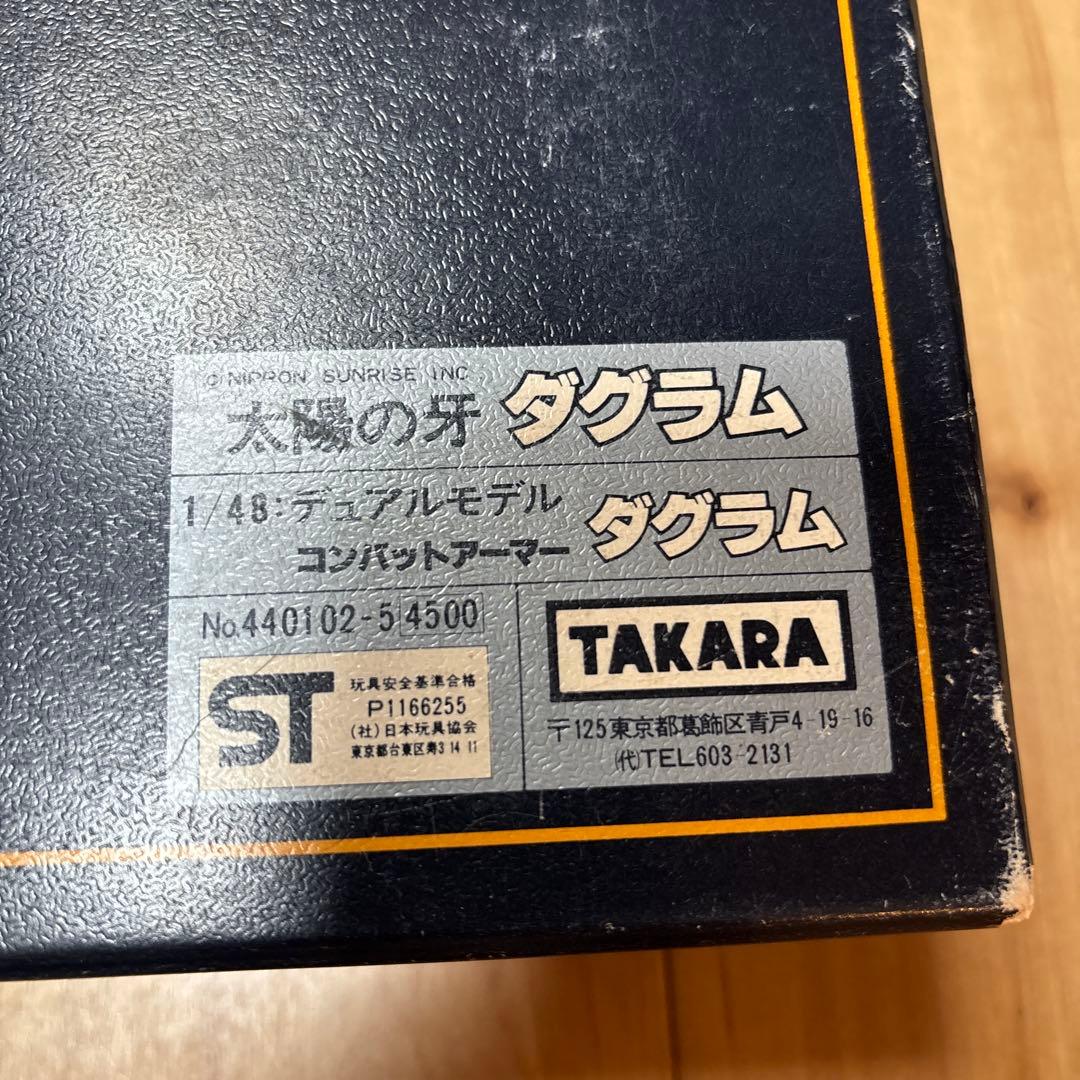 © NIPPRON SUNRISE INC
太陽の牙 ダグラム
1/48:デュアルモデル
コンバットアーマー ダグラム
No.440102-5 4500
ST
玩具安全基準合格
P1166255
(社)日本玩具協会
東京都台東区寿3 14 11
TAKARA
〒125東京都葛飾区青戸4-19-16
(代)TEL603-2131